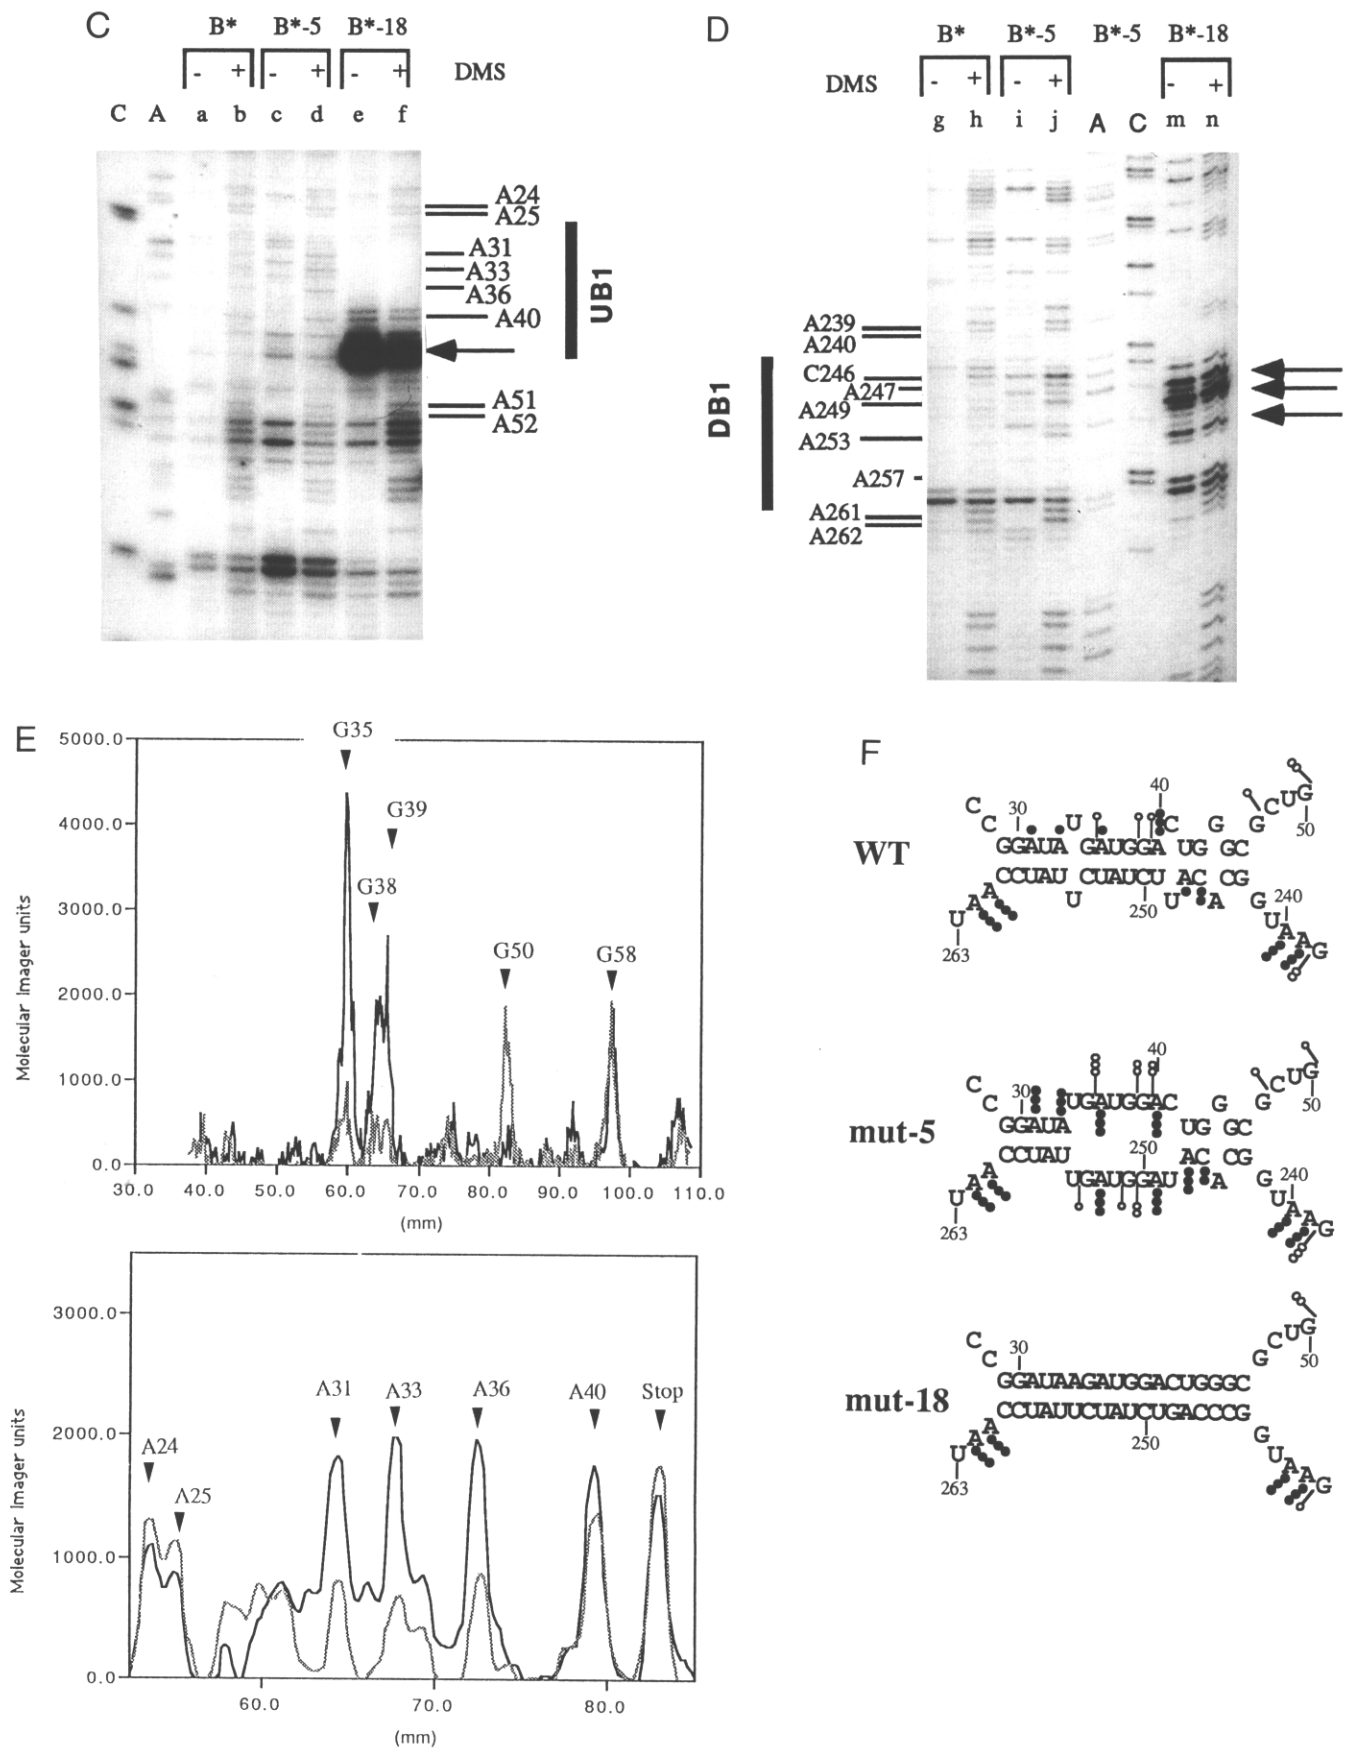 C
B* B*-5 B*-18
- + - + - + DMS
C A a b c d e f
A24
A25
A31
A33
A36
A40
UB1
A51
A52
D
B* B*-5 B*-5 B*-18
DMS - + - + - +
g h i j A C m n
A239
A240
C246
A247
A249
A253
A257
A261
A262
DB1
E
Molecular Imager units
5000.0
4000.0
3000.0
2000.0
1000.0
0.0
G35
G39
G38
G50
G58
30.0 40.0 50.0 60.0 70.0 80.0 90.0 100.0 110.0
(mm)
Molecular Imager units
3000.0
2000.0
1000.0
0.0
A24
A25
A31
A33
A36
A40
Stop
60.0 70.0 80.0
(mm)
F
WT
30 40 50
C C U C G G C U G
GGAUA GAUGGA UG GC
CCUAU CUAUCU AC CG
A A U U U A G U A A G
263 250 240
mut-5
30 40 50
C C UGAUGGAC G G C U G
GGAUA UG GC
CCUAU AC CG
A A U UGAUGGAU A G U A A G
263 250 240
mut-18
30 50
C C G C U G
GGAUAAGAUGGACUGGGC
CCUAUUCUAUCUGACCCG
A A U G U A A G
263 250